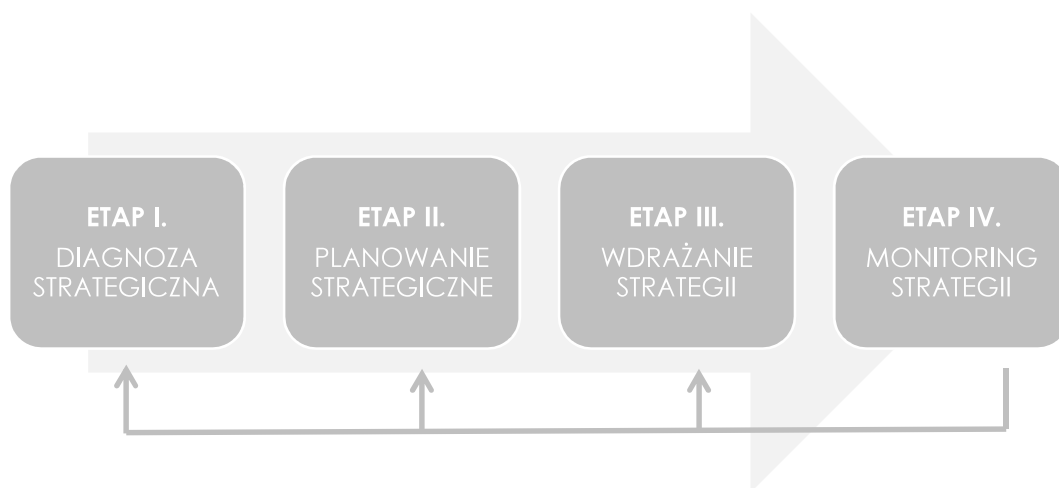 ETAP I.
DIAGNOZA
STRATEGICZNA
ETAP II.
PLANOWANIE
STRATEGICZNE
ETAP III.
WDRAŻANIE
STRATEGII
ETAP IV.
MONITORING
STRATEGII